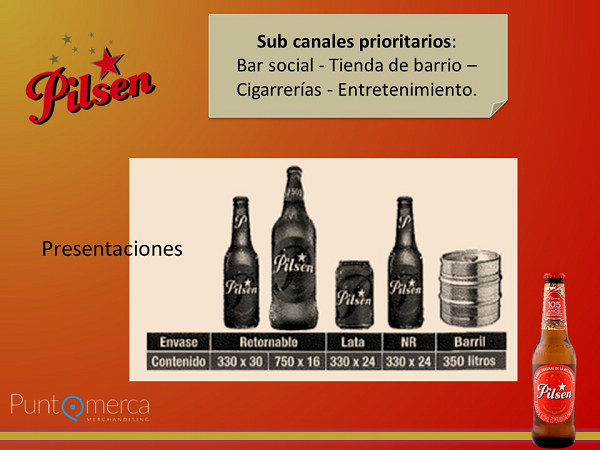 Pilsen
Sub canales prioritarios:
Bar social - Tienda de barrio –
Cigarrerías - Entretenimiento.
Presentaciones
Pilsen
Pilsen
Pilsen
Pilsen
Envase Retornable Lata NR Barril
Contenido 330 x 30 750 x 16 330 x 24 330 x 24 350 litros
105
Pilsen
PuntQmerca
MERCHANDISING